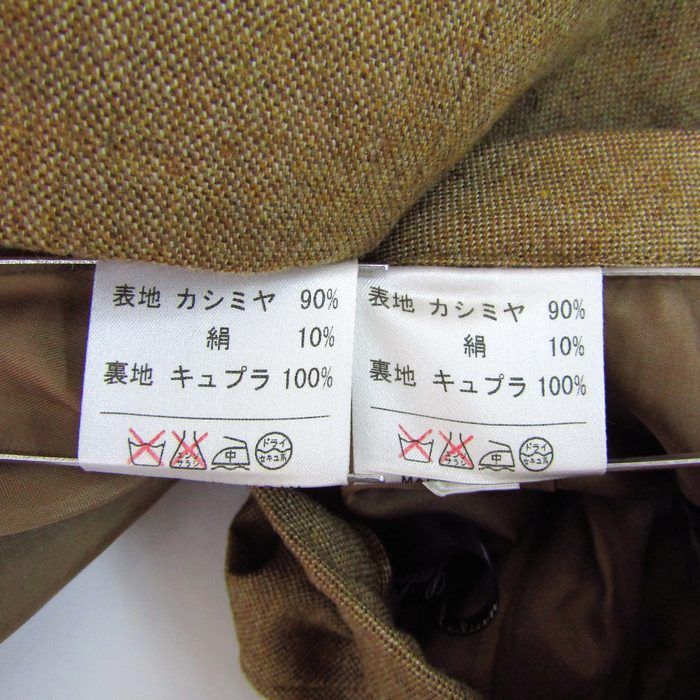 表地 カシミヤ 90%
絹 10%
裏地 キュプラ 100%
中
ドライ
セキユ系
表地 カシミヤ 90%
絹 10%
裏地 キュプラ 100%
中
ドライ
セキユ系